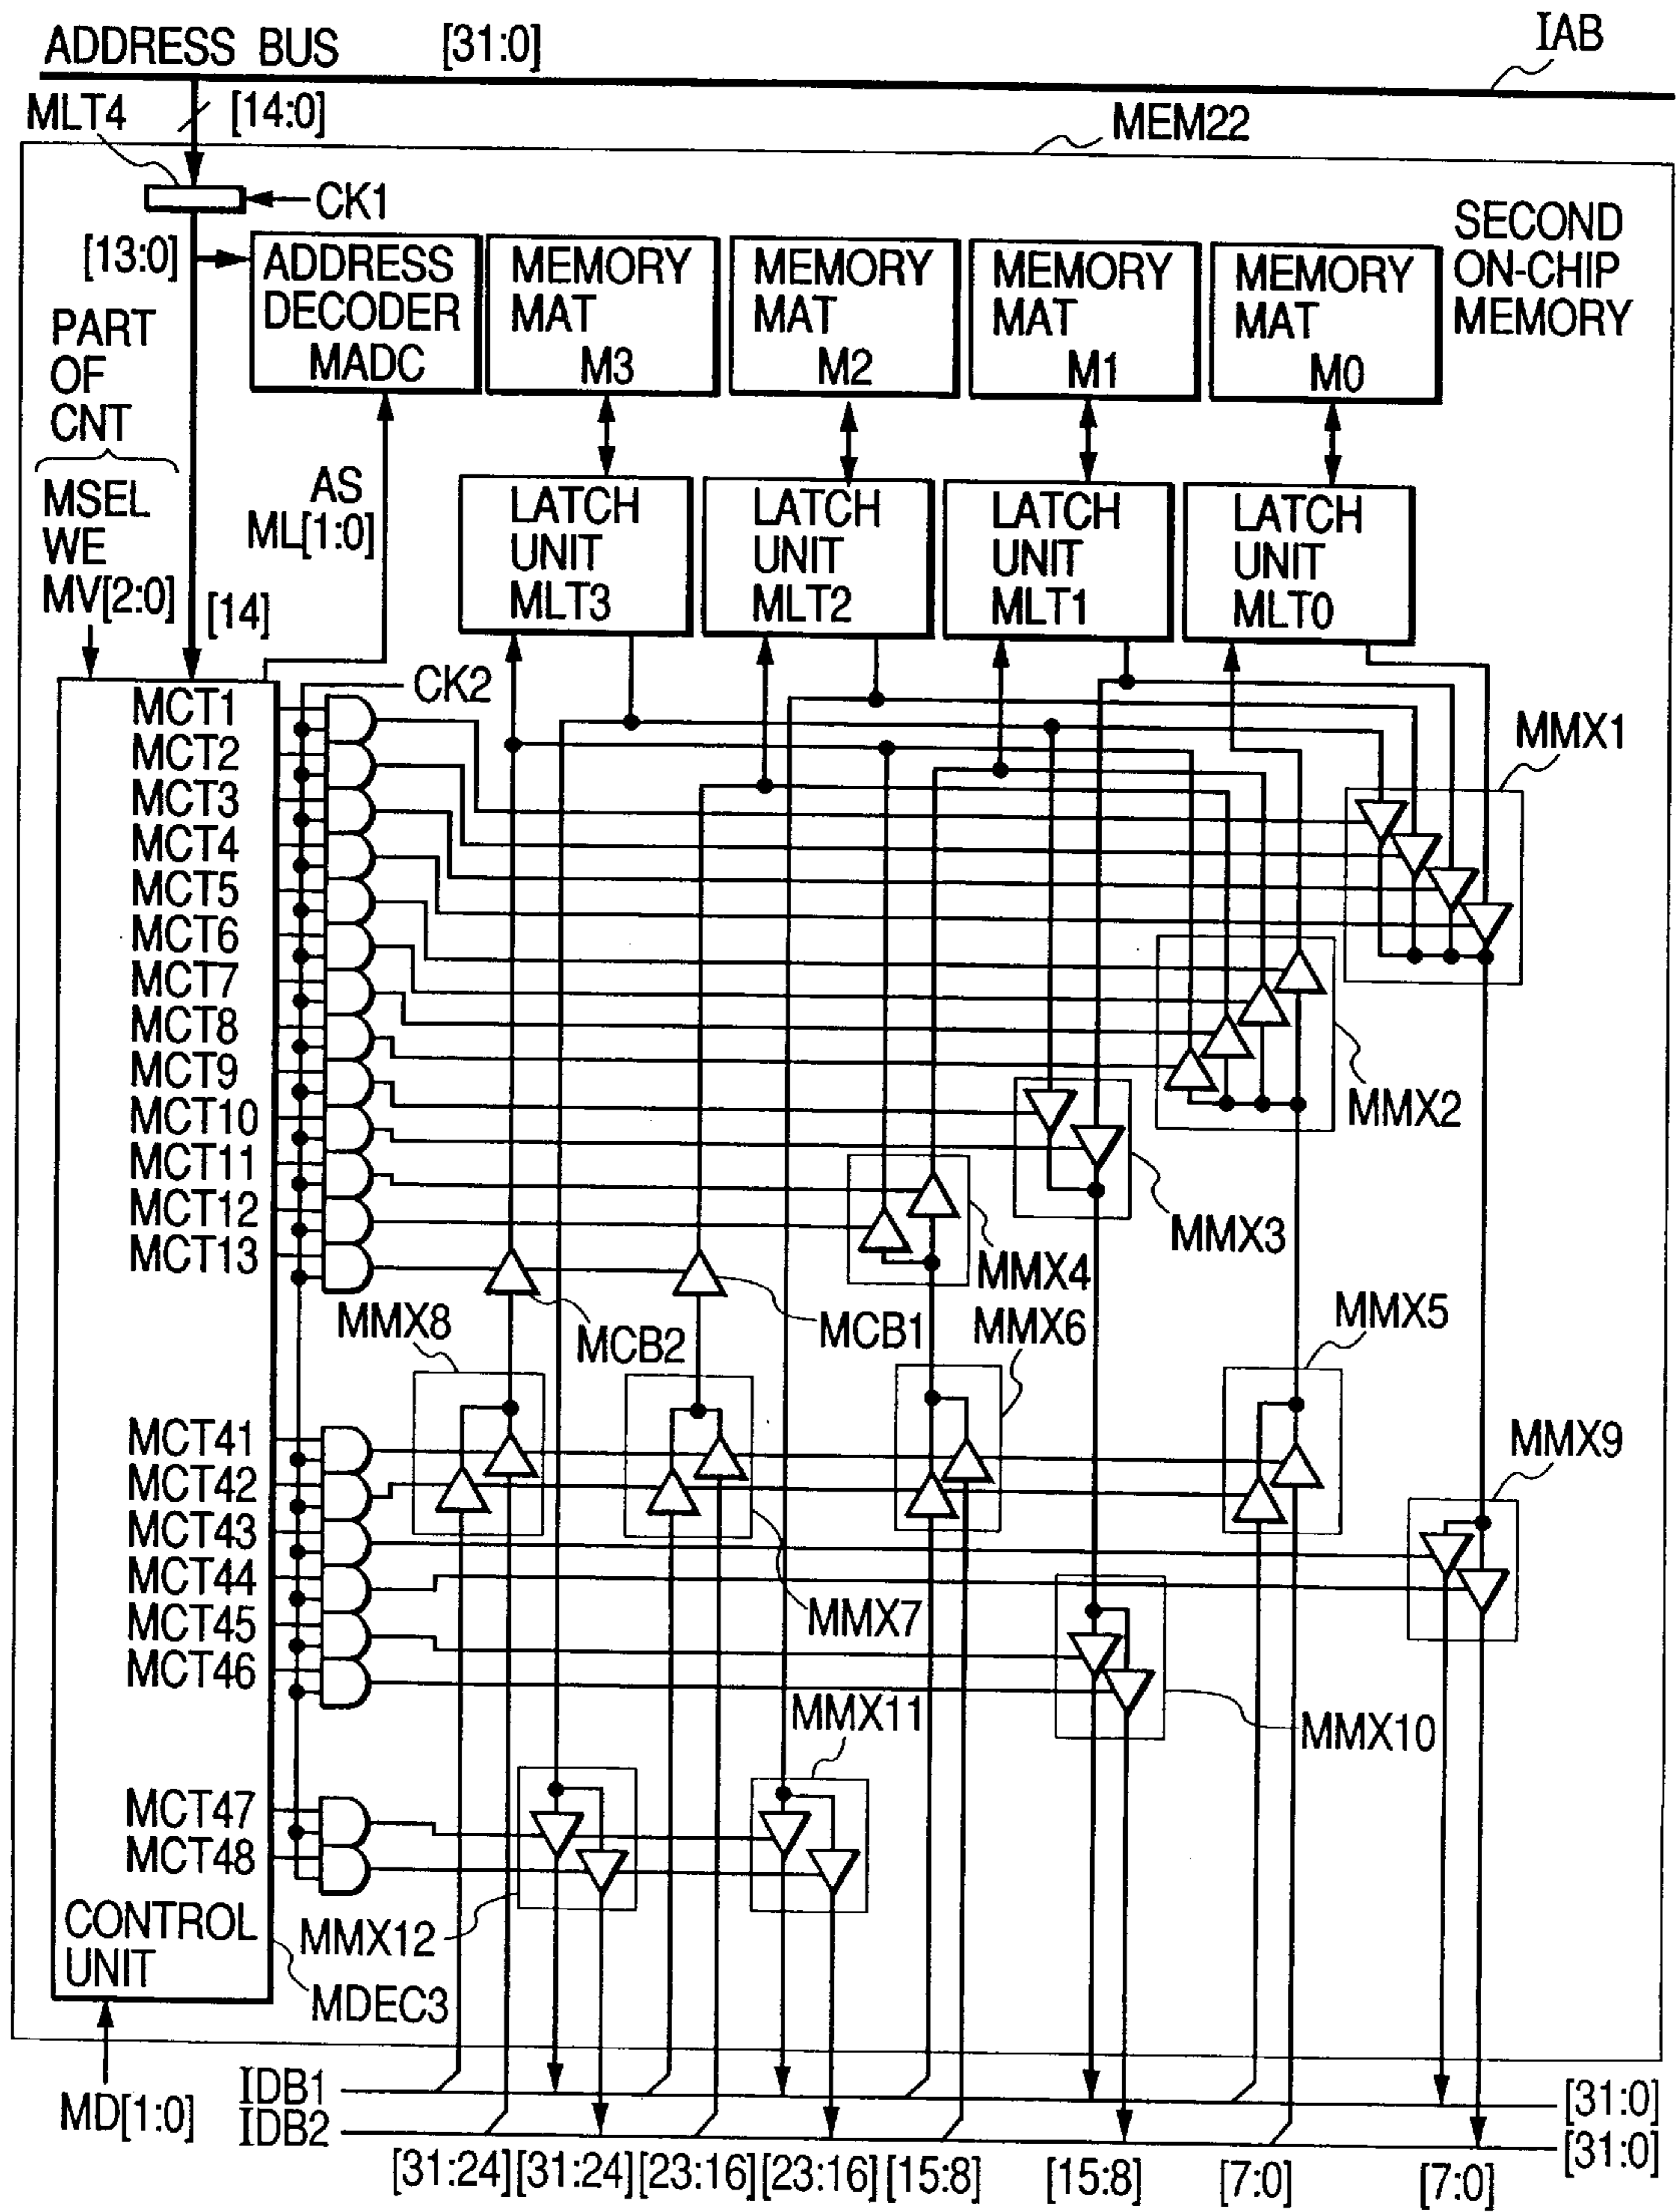 ADDRESS BUS [31:0] IAB
MLT4 [14:0] MEM22
CK1
[13:0]
ADDRESS
DECODER
MADC
MEMORY
MAT
M3
MEMORY
MAT
M2
MEMORY
MAT
M1
MEMORY
MAT
M0
SECOND
ON-CHIP
MEMORY
PART
OF
CNT
MSEL
WE
MV[2:0]
[14]
AS
ML[1:0]
LATCH
UNIT
MLT3
LATCH
UNIT
MLT2
LATCH
UNIT
MLT1
LATCH
UNIT
MLT0
CK2
MCT1
MCT2
MCT3
MCT4
MCT5
MCT6
MCT7
MCT8
MCT9
MCT10
MCT11
MCT12
MCT13
MMX1
MMX2
MMX3
MMX4
MMX8
MCB2
MCB1
MMX6
MMX5
MCT41
MCT42
MCT43
MCT44
MCT45
MCT46
MMX9
MMX7
MMX11
MMX10
MCT47
MCT48
CONTROL
UNIT
MMX12
MDEC3
MD[1:0]
IDB1 [31:0]
IDB2 [31:0]
[31:24] [31:24] [23:16] [23:16] [15:8] [15:8] [7:0] [7:0]